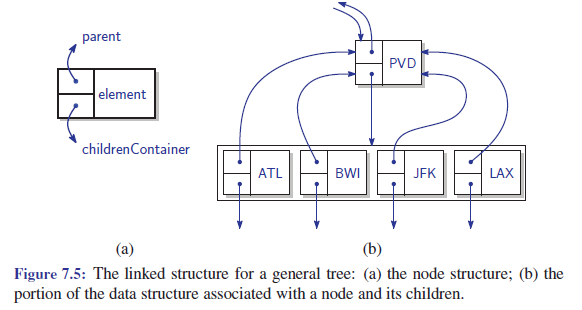 parent
element
childrenContainer
(a)
PVD
ATL BWI JFK LAX
(b)
Figure 7.5: The linked structure for a general tree: (a) the node structure; (b) the
portion of the data structure associated with a node and its children.